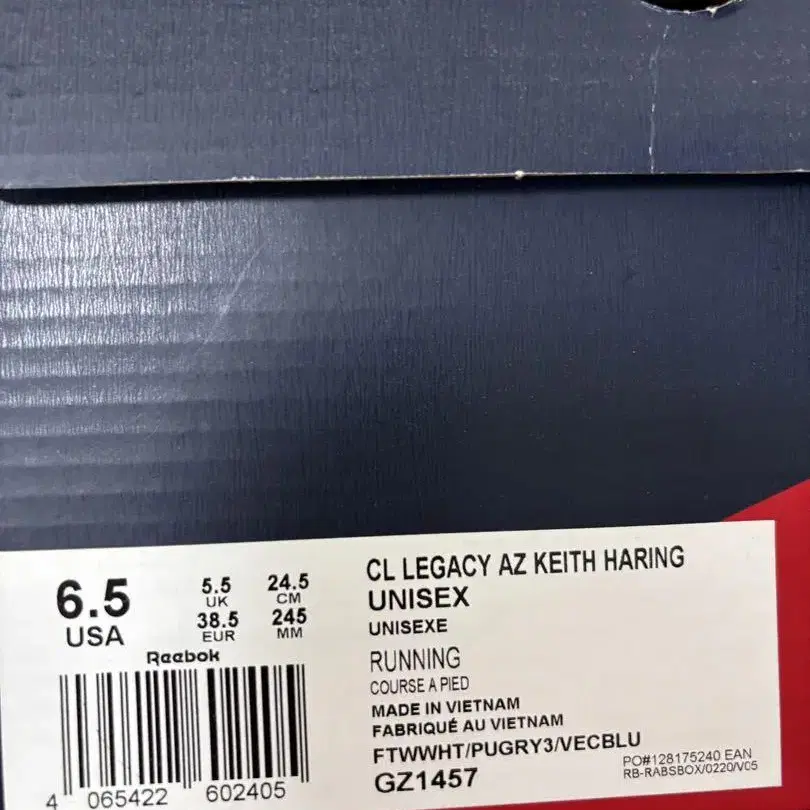 CL LEGACY AZ KEITH HARING
UNISEX
UNISEXE
RUNNING
COURSE A PIED
MADE IN VIETNAM
FABRIQUÉ AU VIETNAM
FTWWHT/PUGRY3/VECBLU
GZ1457
6.5
USA
5.5
UK
38.5
EUR
24.5
CM
245
MM
Reebok
4 065422 602405
PO#128175240 EAN
RB-RABSBOX/0220/V05